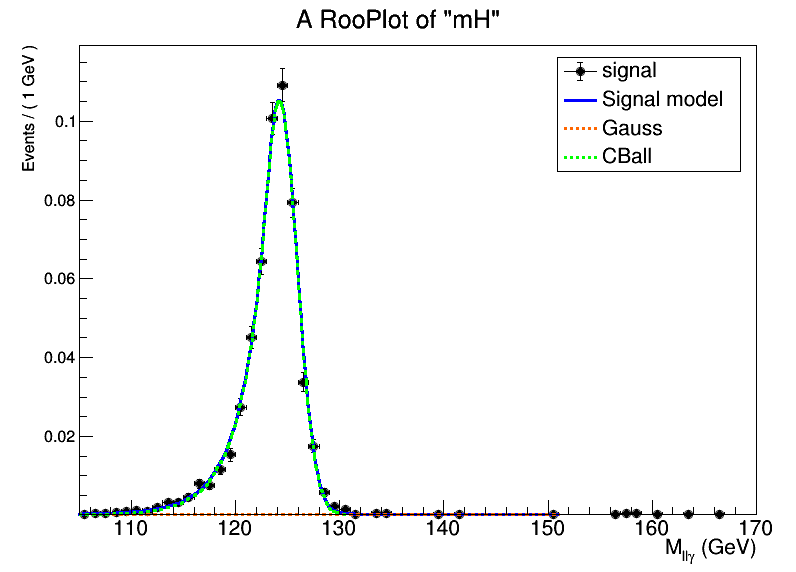 A RooPlot of "mH"
Events / ( 1 GeV )
signal
Signal model
Gauss
CBall
0.1
0.08
0.06
0.04
0.02
110 120 130 140 150 160 170
M_llγ (GeV)